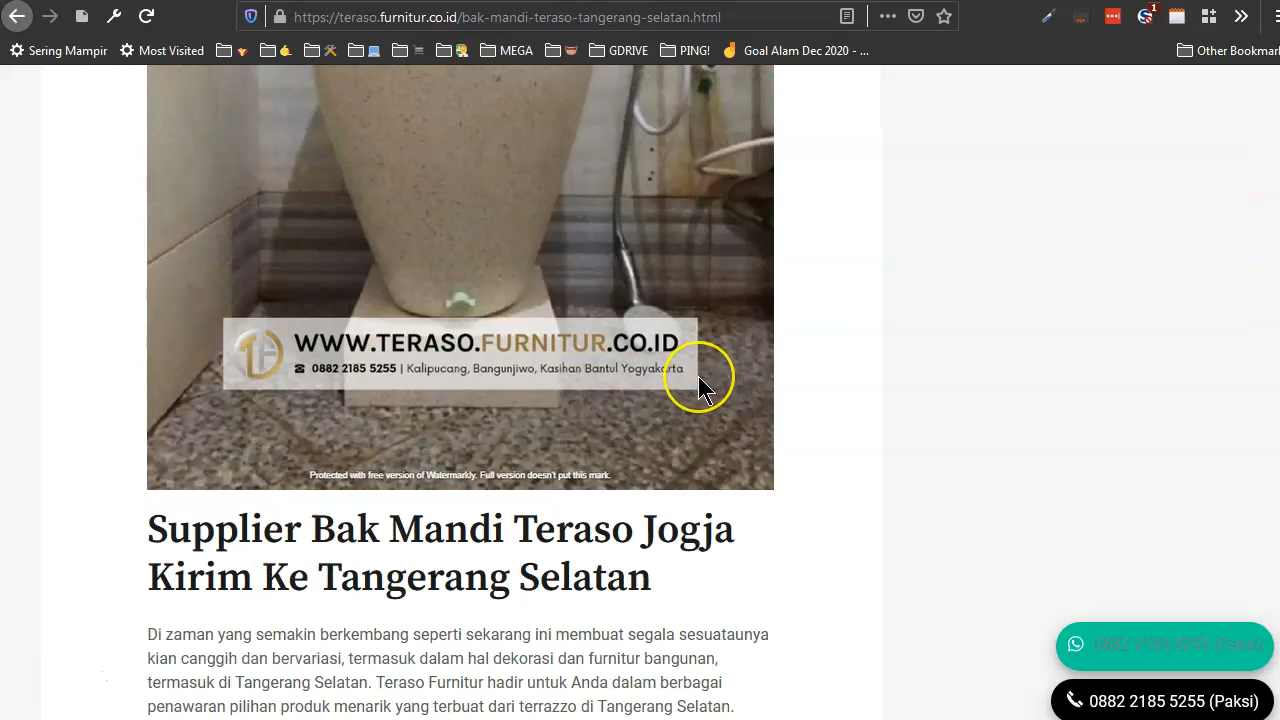 https://teraso.furnitur.co.id/bak-mandi-teraso-tangerang-selatan.html
Sering Mampir
Most Visited
MEGA
GDRIVE
PING!
Goal Alam Dec 2020 - ...
Other Bookmar
1
WWW.TERASO.FURNITUR.CO.ID
0882 2185 5255 | Kalipucang, Bangunjiwo, Kasihan Bantul Yogyakarta
Protected with free version of Watermarkly. Full version doesn't put this mark.
Supplier Bak Mandi Teraso Jogja
Kirim Ke Tangerang Selatan
Di zaman yang semakin berkembang seperti sekarang ini membuat segala sesuataunya
kian canggih dan bervariasi, termasuk dalam hal dekorasi dan furnitur bangunan,
termasuk di Tangerang Selatan. Teraso Furnitur hadir untuk Anda dalam berbagai
penawaran pilihan produk menarik yang terbuat dari terrazzo di Tangerang Selatan.
0882 2185 5255 (Paksi)
0882 2185 5255 (Paksi)